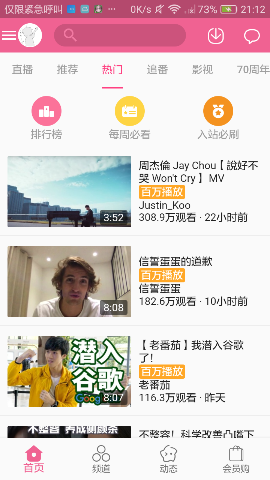 仅限紧急呼叫 0K/s 73% 21:12
直播 推荐 热门 追番 影视 70周年
排行榜 每周必看 入站必刷
周杰伦 Jay Chou【說好不
哭 Won't Cry】 MV
百万播放
Justin_Koo
3:52
308.9万观看 · 22小时前
信誓蛋蛋的道歉
百万播放
信誓蛋蛋
8:08
182.6万观看 · 10小时前
潜入
谷歌
Goog
8:07
【老番茄】我潜入谷歌
了!
百万播放
老番茄
116.3万观看 · 昨天
不整容！科学改善凸嘴下
首页 频道 动态 会员购